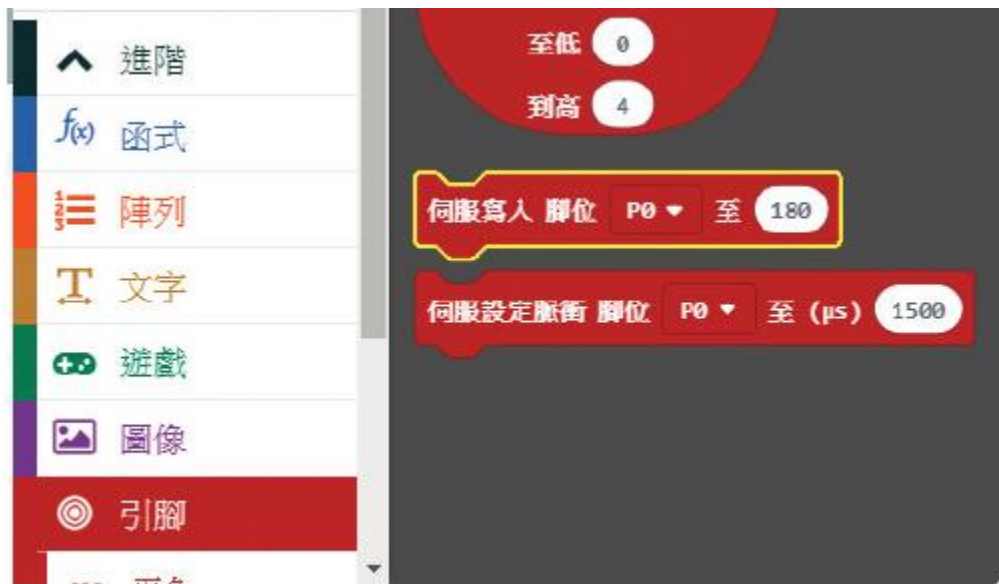 進階
f(x) 函式
陣列
T 文字
遊戲
圖像
引腳
至低 0
到高 4
伺服寫入 腳位 P0 至 180
伺服設定脈衝 腳位 P0 至 (µs) 1500